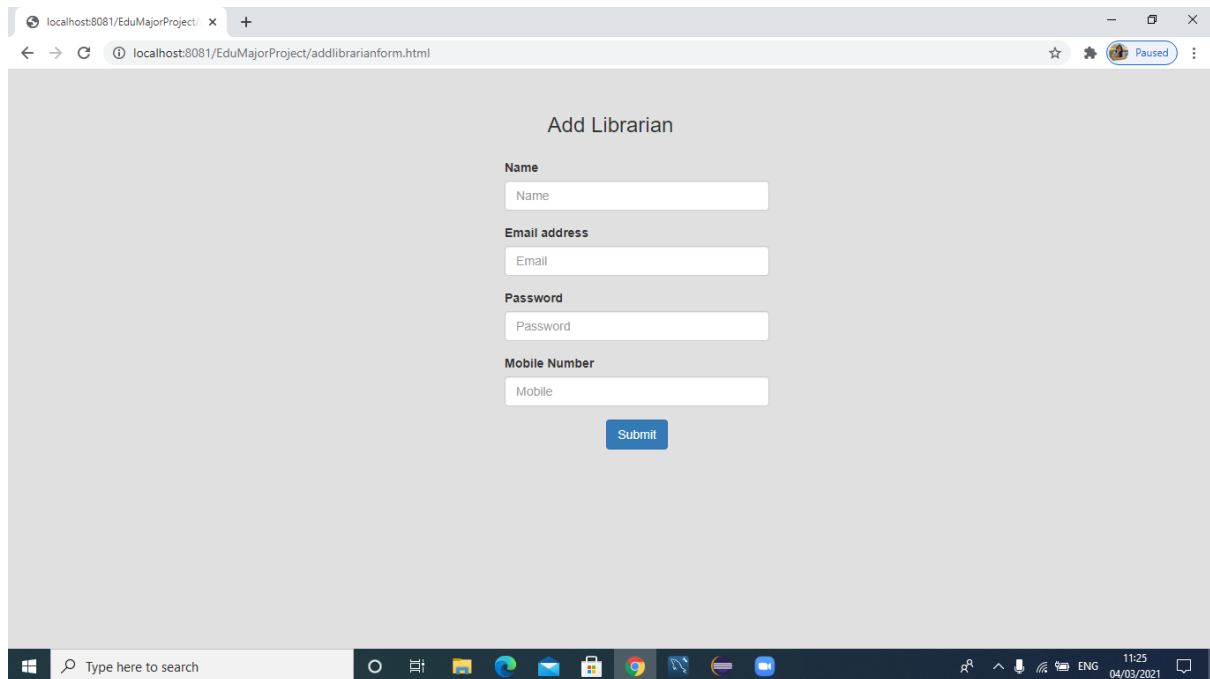 localhost:8081/EduMajorProject/
localhost:8081/EduMajorProject/addlibrarianform.html
Paused
Add Librarian
Name
Name
Email address
Email
Password
Password
Mobile Number
Mobile
Submit
Type here to search
ENG
11:25
04/03/2021